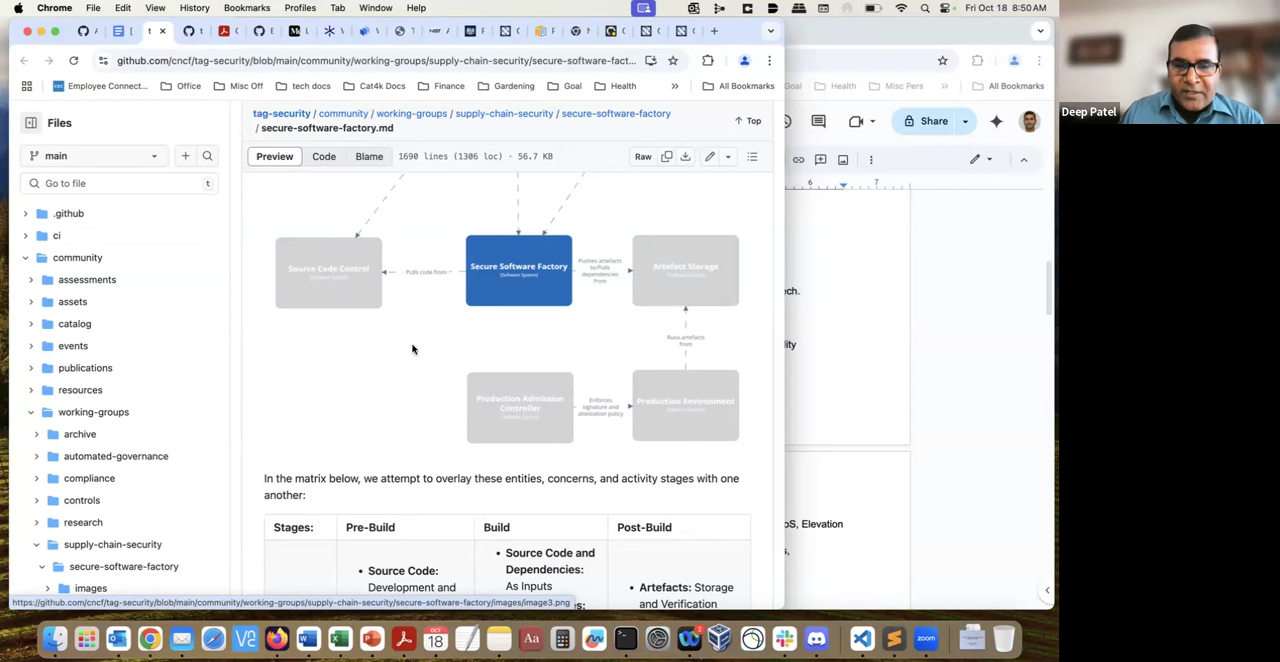 Chrome File Edit View History Bookmarks Profiles Tab Window Help
Fri Oct 18 8:50 AM
github.com/cncf/tag-security/blob/main/community/working-groups/supply-chain-security/secure-software-fact...
Employee Connect... Office Misc Off tech docs Cat4k Docs Finance Gardening Goal Health » All Bookmarks
Goal Health Misc Pers » All Bookmarks
Files
main
Go to file t
.github
ci
community
assessments
assets
catalog
events
publications
resources
working-groups
archive
automated-governance
compliance
controls
research
supply-chain-security
secure-software-factory
images
tag-security / community / working-groups / supply-chain-security / secure-software-factory
/ secure-software-factory.md
Top
Preview Code Blame 1690 lines (1306 loc) · 56.7 KB Raw
Source Code Control
Pulls code from
Secure Software Factory
[Software System]
Pushes artefacts
to/Pulls
dependencies
from
Artefact Storage
Runs artefacts
from
Production Admission
Controller
Enforces
signature and
attestation policy
Production Environment
In the matrix below, we attempt to overlay these entities, concerns, and activity stages with one
another:
Stages: Pre-Build Build Post-Build
• Source Code:
Development and
• Source Code and
Dependencies:
As Inputs
• Artefacts: Storage
and Verification
https://github.com/cncf/tag-security/blob/main/community/working-groups/supply-chain-security/secure-software-factory/images/image3.png
Share
6 7
ech.
lity
oS, Elevation
s,
Deep Patel
OCT
18
zoom